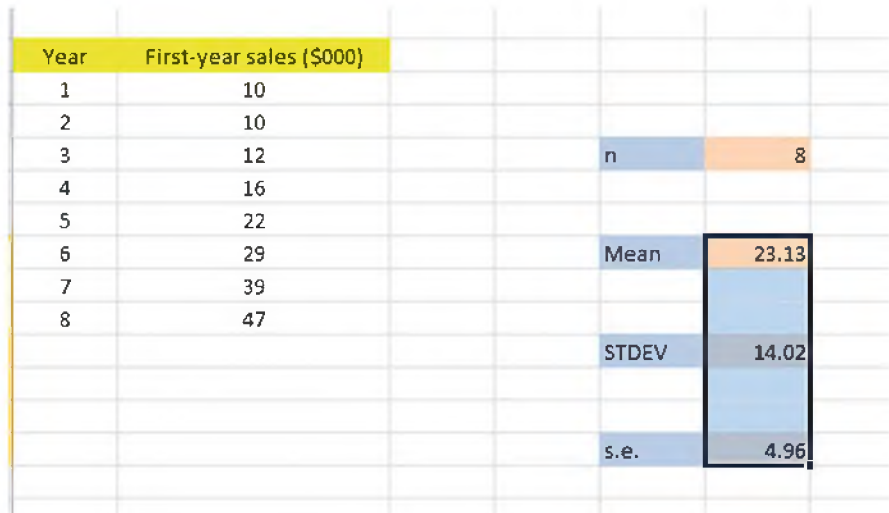 Year First-year sales ($000)
1 10
2 10
3 12 n 8
4 16
5 22
6 29 Mean 23.13
7 39
8 47
STDEV 14.02
s.e. 4.96